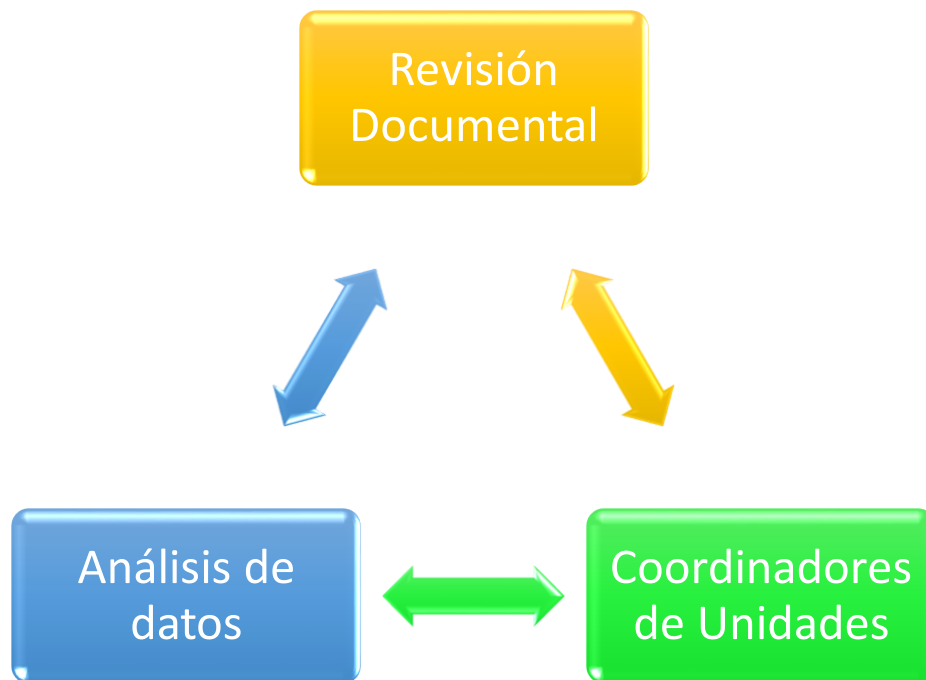 Revisión
Documental
Análisis de
datos
Coordinadores
de Unidades